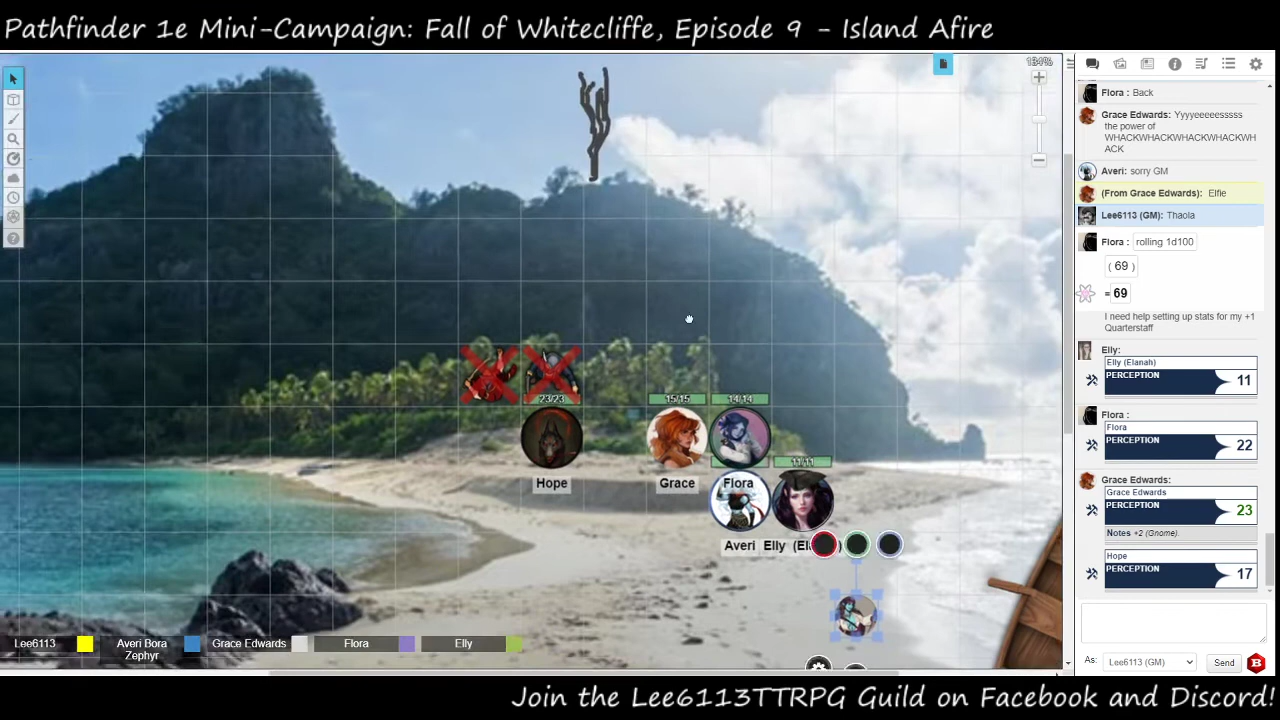 Pathfinder 1e Mini-Campaign: Fall of Whitecliffe, Episode 9 - Island Afire
184%
Flora : Back
Grace Edwards: Yyyyeeeeesssss
the power of
WHACKWHACKWHACKWHACKWH
ACK
Averi: sorry GM
(From Grace Edwards): Elfie
Lee6113 (GM): Thaola
Flora : rolling 1d100
( 69 )
= 69
I need help setting up stats for my +1
Quarterstaff
Elly:
Elly (Elanah)
PERCEPTION 11
Flora :
Flora
PERCEPTION 22
Grace Edwards:
Grace Edwards
PERCEPTION 23
Notes +2 (Gnome).
Hope
PERCEPTION 17
23/23
15/15
14/14
11/11
Hope
Grace
Flora
Averi
Elly
Lee6113
Averi Bora
Zephyr
Grace Edwards
Flora
Elly
As: Lee6113 (GM) Send
Join the Lee6113TTRPG Guild on Facebook and Discord!